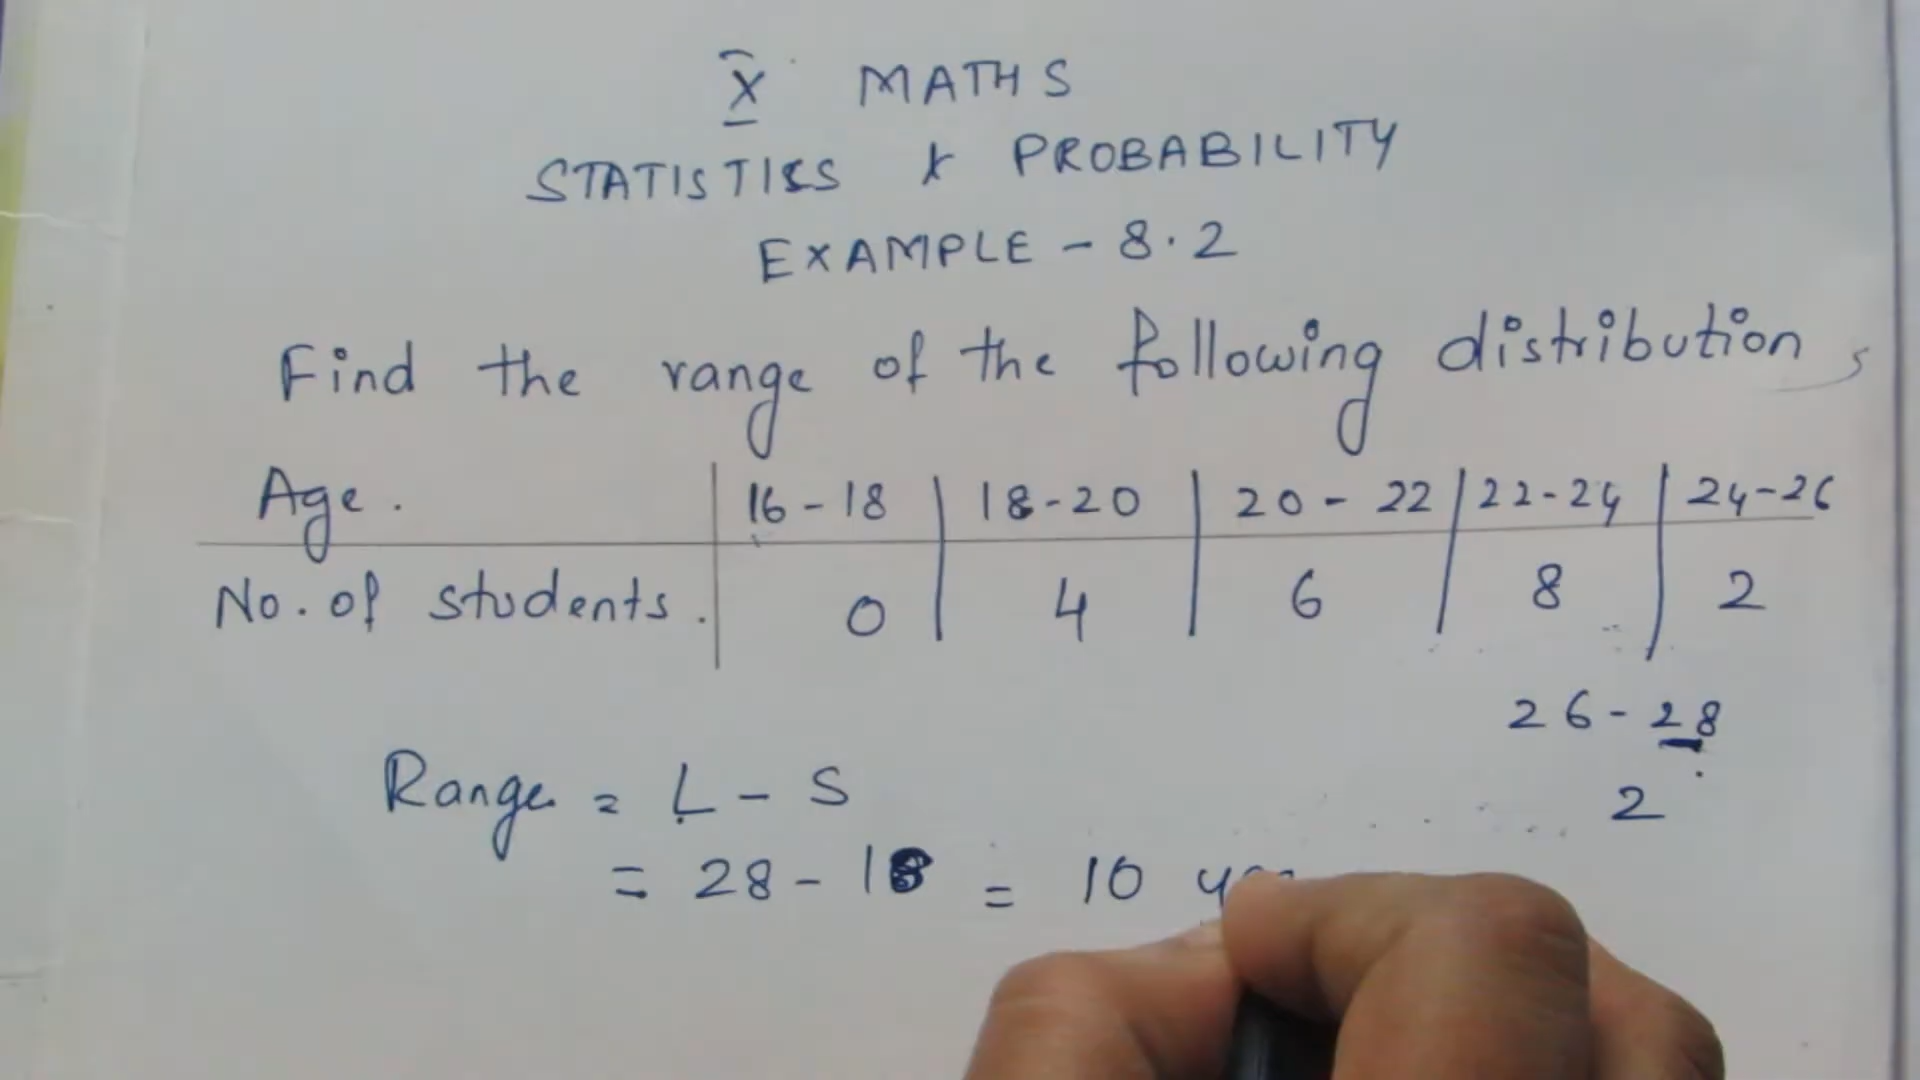 X MATHS
STATISTICS & PROBABILITY
EXAMPLE - 8.2
Find the range of the following distribution
Age. 16-18 18-20 20-22 22-24 24-26
No. of students. 0 4 6 8 2
26-28
2
Range = L - S
= 28 - 18 = 10